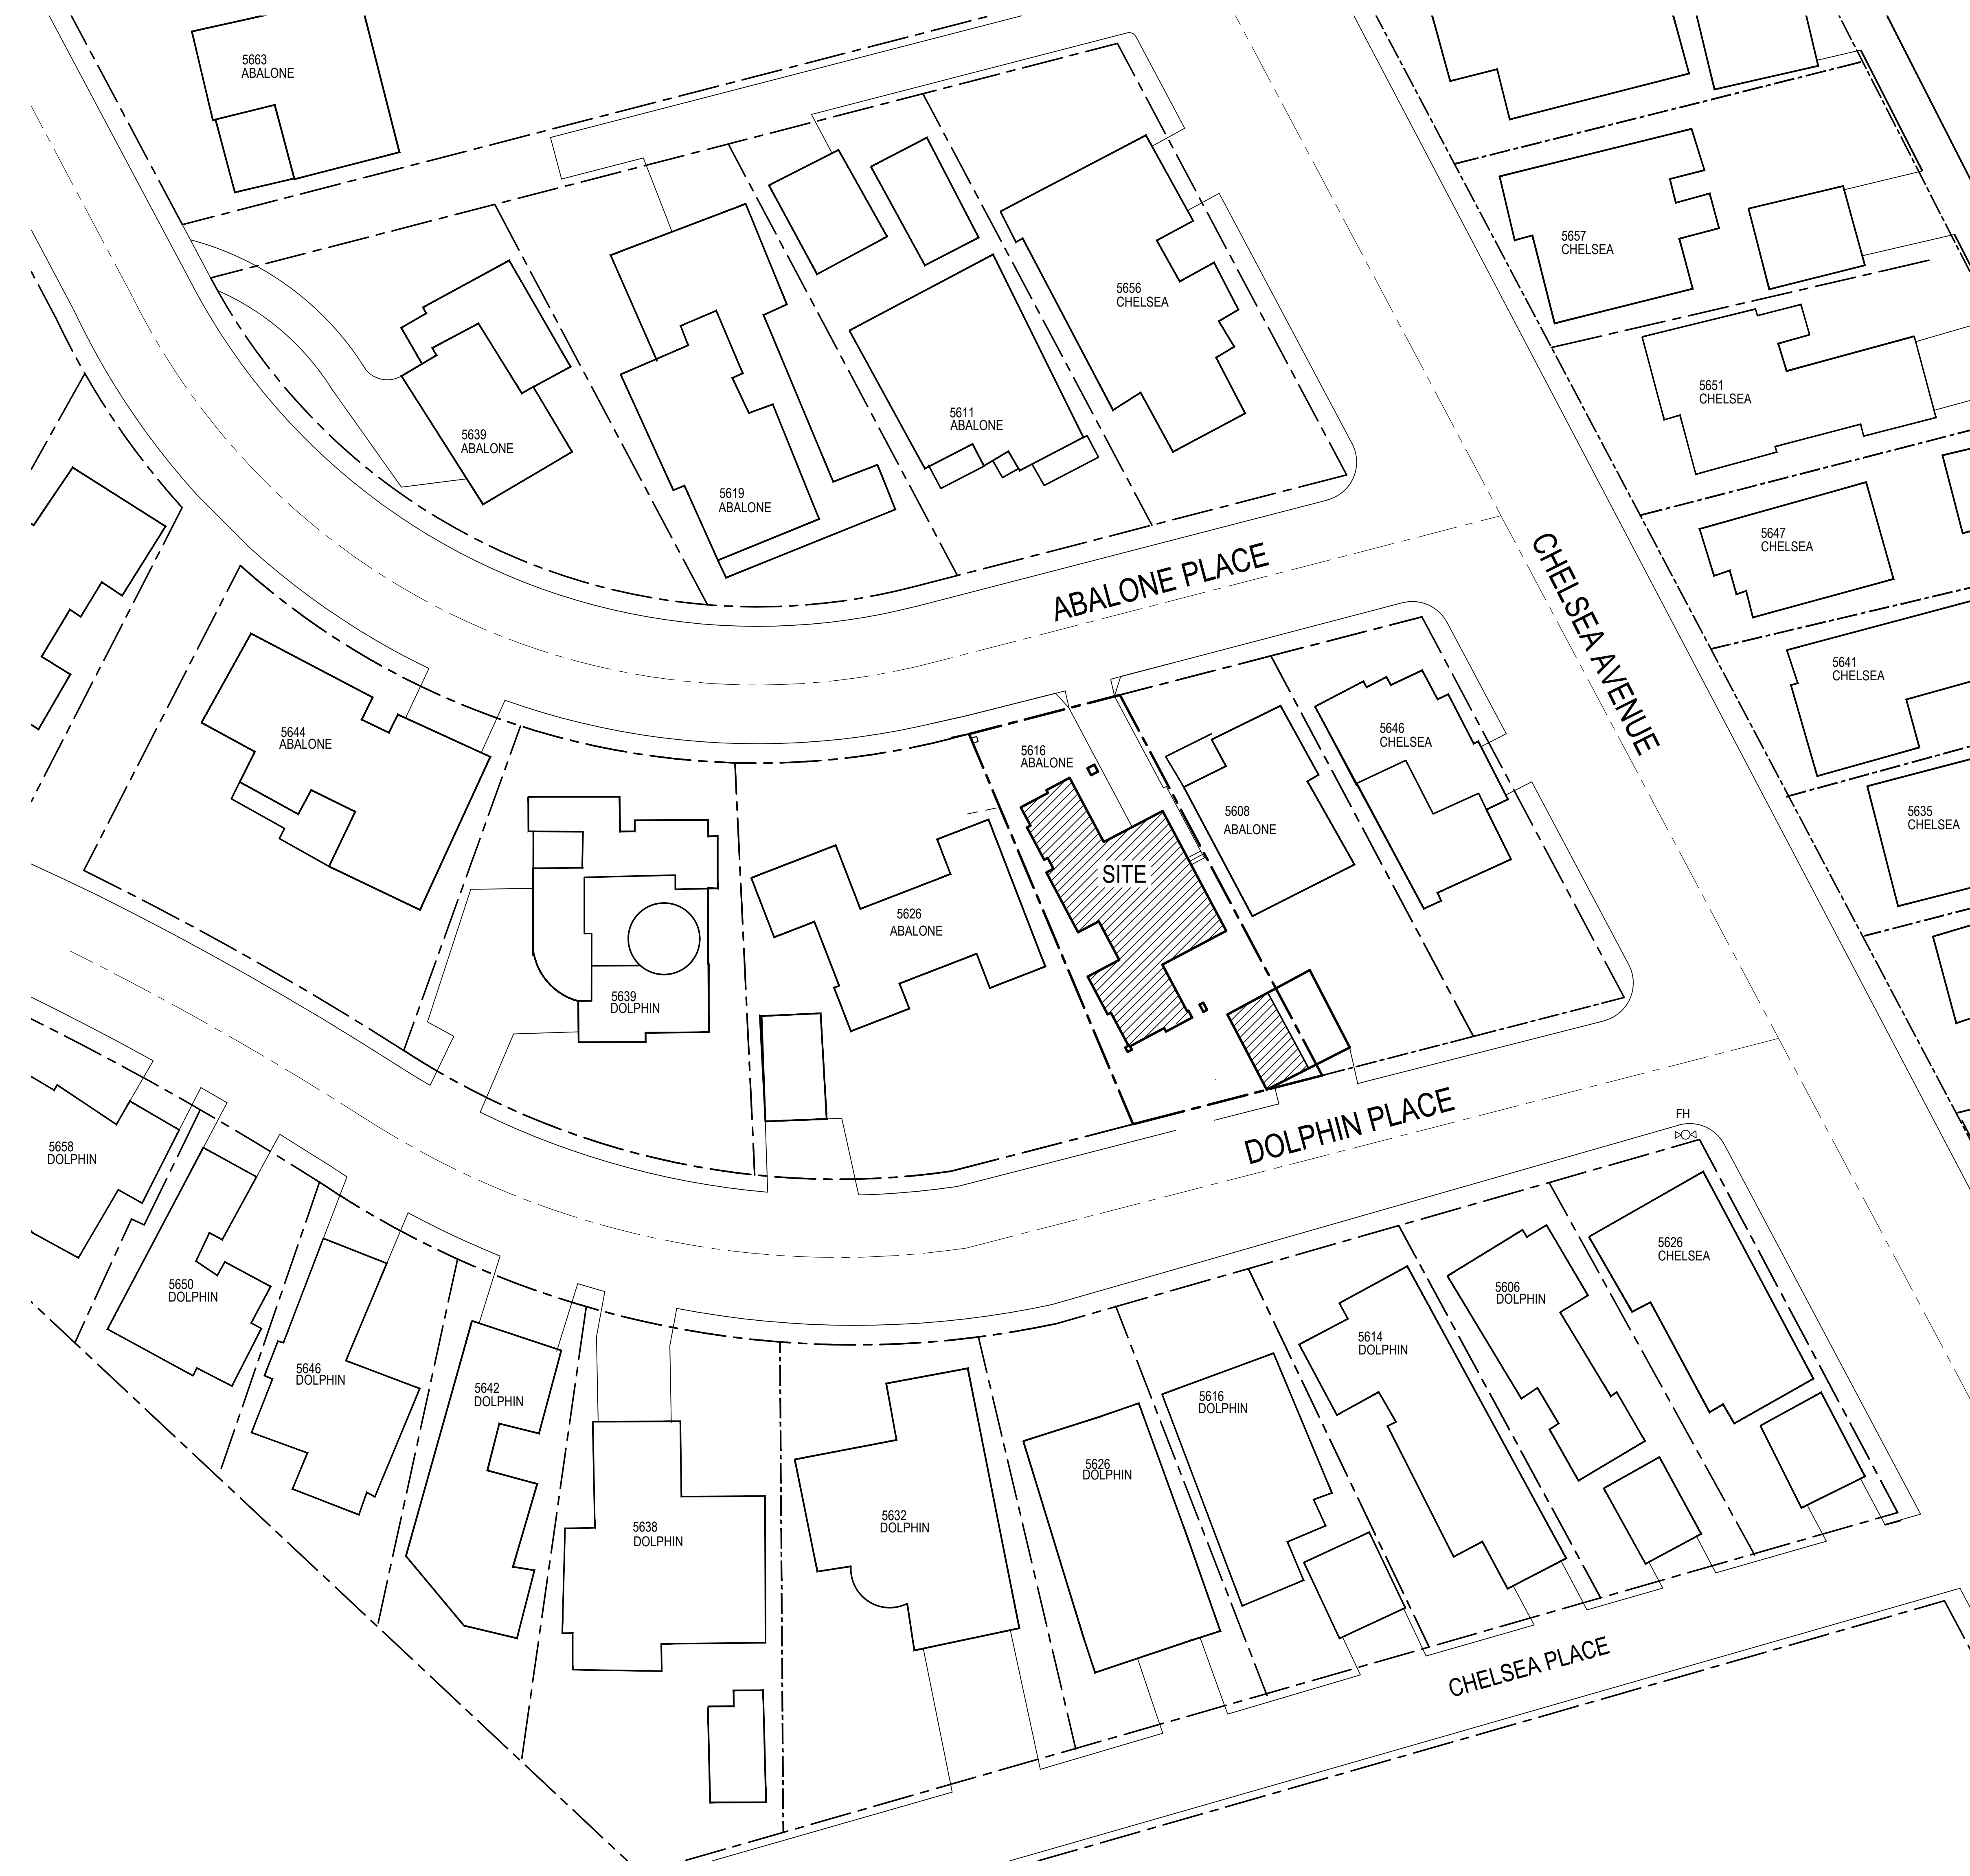 5663
ABALONE
5657
CHELSEA
5656
CHELSEA
5651
CHELSEA
5611
ABALONE
5639
ABALONE
5619
ABALONE
5647
CHELSEA
ABALONE PLACE
CHELSEA AVENUE
5641
CHELSEA
5644
ABALONE
5616
ABALONE
5646
CHELSEA
5608
ABALONE
5635
CHELSEA
SITE
5626
ABALONE
5639
DOLPHIN
DOLPHIN PLACE
FH
5658
DOLPHIN
5650
DOLPHIN
5626
CHELSEA
5606
DOLPHIN
5614
DOLPHIN
5646
DOLPHIN
5642
DOLPHIN
5616
DOLPHIN
5626
DOLPHIN
5632
DOLPHIN
5638
DOLPHIN
CHELSEA PLACE